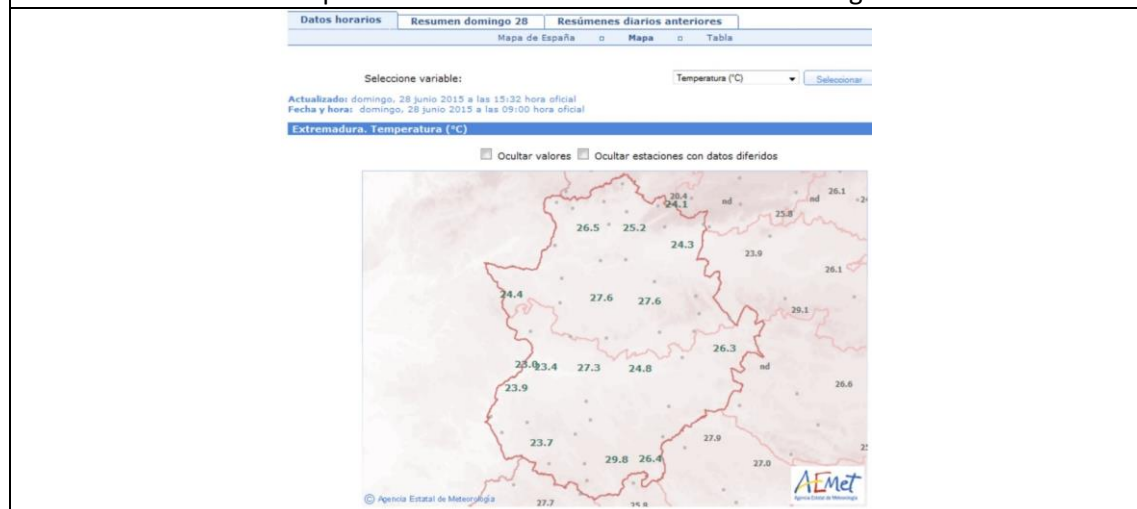 Datos horarios Resumen domingo 28 Resúmenes diarios anteriores
Mapa de España Mapa Tabla
Seleccione variable: Temperatura (°C) Seleccionar
Actualizado: domingo, 28 junio 2015 a las 15:32 hora oficial
Fecha y hora: domingo, 28 junio 2015 a las 09:00 hora oficial
Extremadura. Temperatura (°C)
Ocultar valores Ocultar estaciones con datos diferidos
20.4 nd nd 26.1
24.1
25.8
26.5 25.2
24.3
23.9
26.1
24.4 27.6 27.6
29.1
26.3
23.4 27.3 24.8 nd
23.9 26.6
23.7 27.9
29.8 26.4 27.0
AEmet
Agencia Estatal de Meteorología
© Agencia Estatal de Meteorología
27.7 25.8